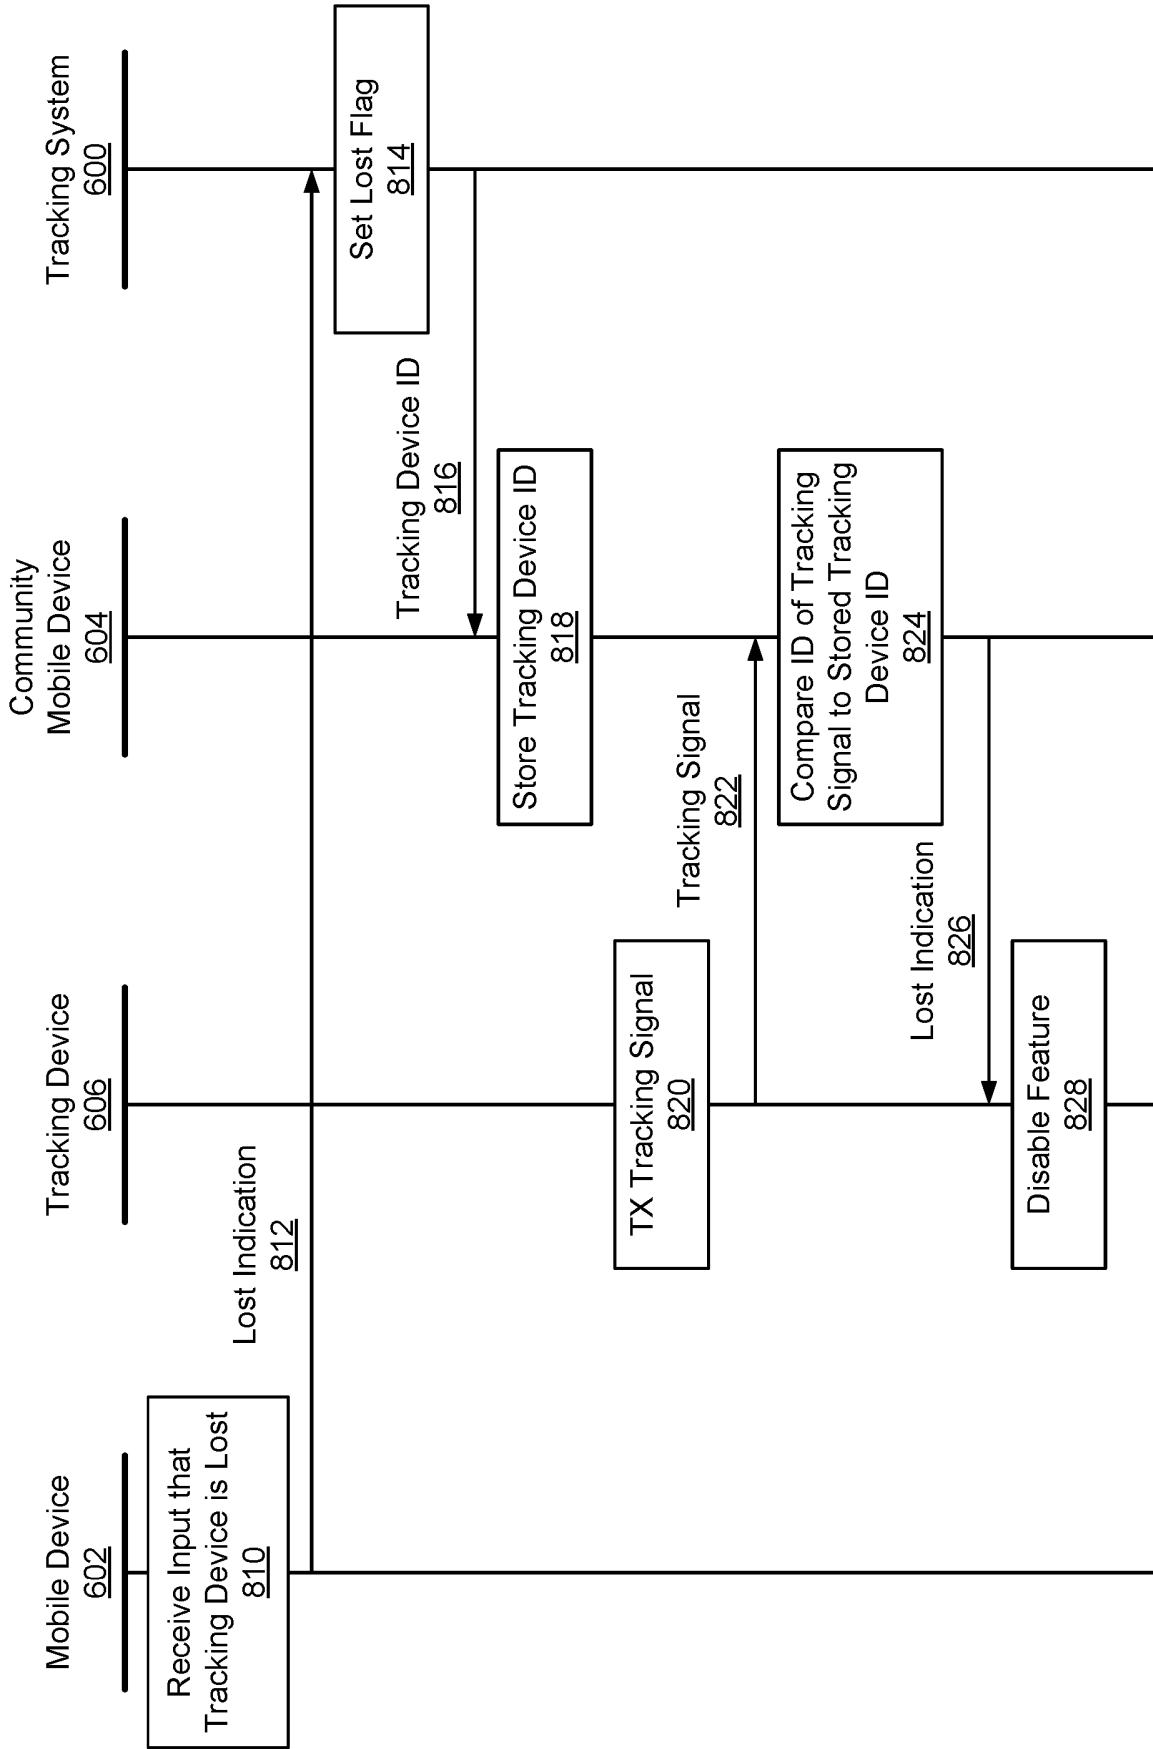 Mobile Device
602
Tracking Device
606
Community
Mobile Device
604
Tracking System
600
Receive Input that
Tracking Device is Lost
810
Lost Indication
812
Set Lost Flag
814
Tracking Device ID
816
Store Tracking Device ID
818
TX Tracking Signal
820
Tracking Signal
822
Compare ID of Tracking
Signal to Stored Tracking
Device ID
824
Lost Indication
826
Disable Feature
828